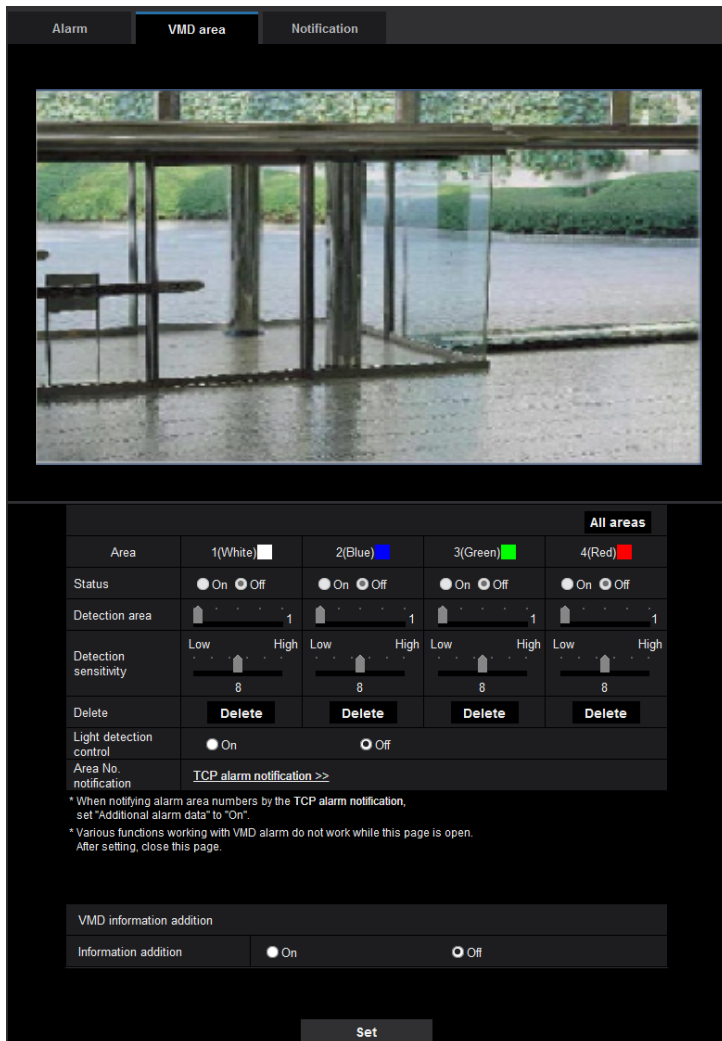 Alarm VMD area Notification
All areas
Area 1(White) 2(Blue) 3(Green) 4(Red)
Status On Off On Off On Off On Off
Detection area 1 1 1 1
Detection sensitivity Low High Low High Low High Low High
8 8 8 8
Delete Delete Delete Delete Delete
Light detection control On Off
Area No. notification TCP alarm notification >>
* When notifying alarm area numbers by the TCP alarm notification,
set "Additional alarm data" to "On".
* Various functions working with VMD alarm do not work while this page is open.
After setting, close this page.
VMD information addition
Information addition On Off
Set